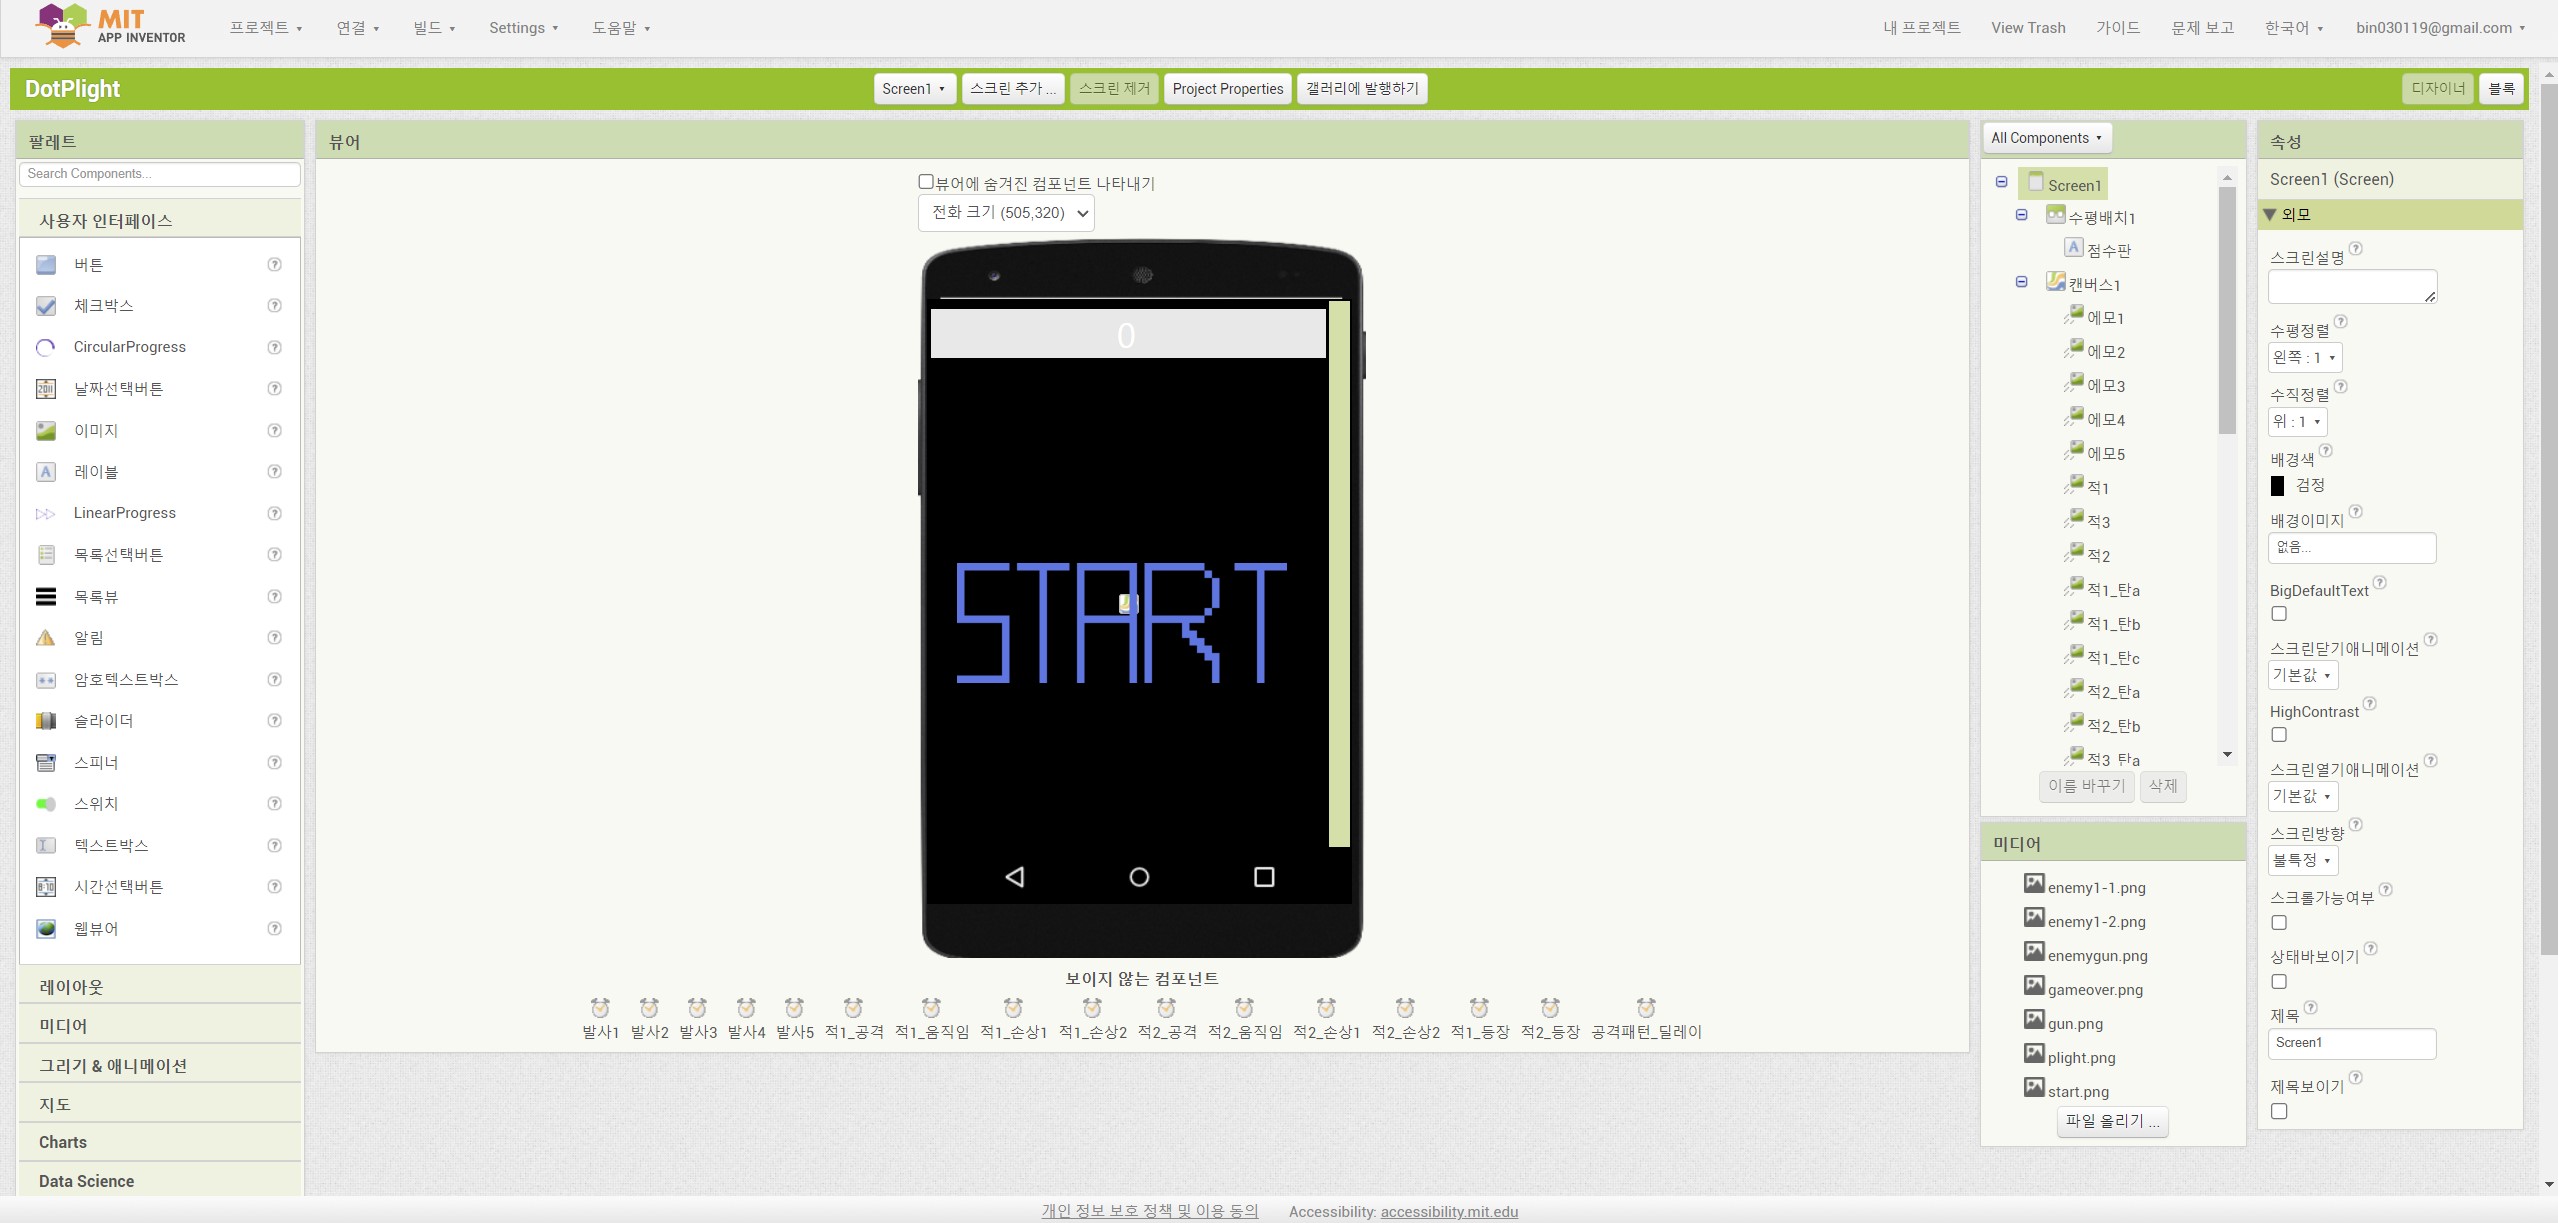 MIT
APP INVENTOR
프로젝트 연결 빌드 Settings 도움말
내 프로젝트 View Trash 가이드 문제 보고 한국어 bin030119@gmail.com
DotPlight
Screen1 스크린 추가 ... 스크린 제거 Project Properties 갤러리에 발행하기
디자이너 블록
팔레트
Search Components...
사용자 인터페이스
버튼
체크박스
CircularProgress
날짜선택버튼
이미지
레이블
LinearProgress
목록선택버튼
목록뷰
알림
암호텍스트박스
슬라이더
스피너
스위치
텍스트박스
시간선택버튼
웹뷰어
레이아웃
미디어
그리기 & 애니메이션
지도
Charts
Data Science
뷰어
뷰어에 숨겨진 컴포넌트 나타내기
전화 크기 (505,320)
0
START
보이지 않는 컴포넌트
발사1 발사2 발사3 발사4 발사5 적1_공격 적1_움직임 적1_손상1 적1_손상2 적2_공격 적2_움직임 적2_손상1 적2_손상2 적1_등장 적2_등장 공격패턴_딜레이
All Components
Screen1
수평배치1
점수판
캔버스1
에모1
에모2
에모3
에모4
에모5
적1
적3
적2
적1_탄a
적1_탄b
적1_탄c
적2_탄a
적2_탄b
적3_탄a
이름 바꾸기 삭제
미디어
enemy1-1.png
enemy1-2.png
enemygun.png
gameover.png
gun.png
plight.png
start.png
파일 올리기 ...
속성
Screen1 (Screen)
외모
스크린설명
수평정렬
왼쪽 : 1
수직정렬
위 : 1
배경색
검정
배경이미지
없음...
BigDefaultText
스크린닫기애니메이션
기본값
HighContrast
스크린열기애니메이션
기본값
스크린방향
불특정
스크롤가능여부
상태바보이기
제목
Screen1
제목보이기
개인 정보 보호 정책 및 이용 동의 Accessibility: accessibility.mit.edu